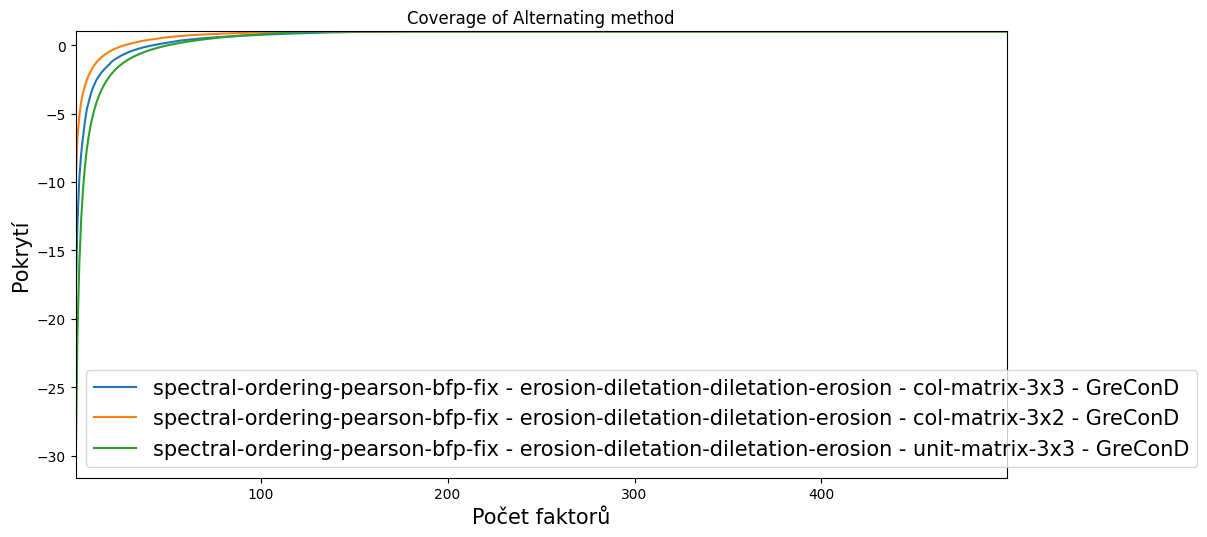 Coverage of Alternating method
0
−5
−10
−15
−20
−25
−30
Pokrytí
spectral-ordering-pearson-bfp-fix - erosion-diletation-diletation-erosion - col-matrix-3x3 - GreConD
spectral-ordering-pearson-bfp-fix - erosion-diletation-diletation-erosion - col-matrix-3x2 - GreConD
spectral-ordering-pearson-bfp-fix - erosion-diletation-diletation-erosion - unit-matrix-3x3 - GreConD
100
200
300
400
Počet faktorů